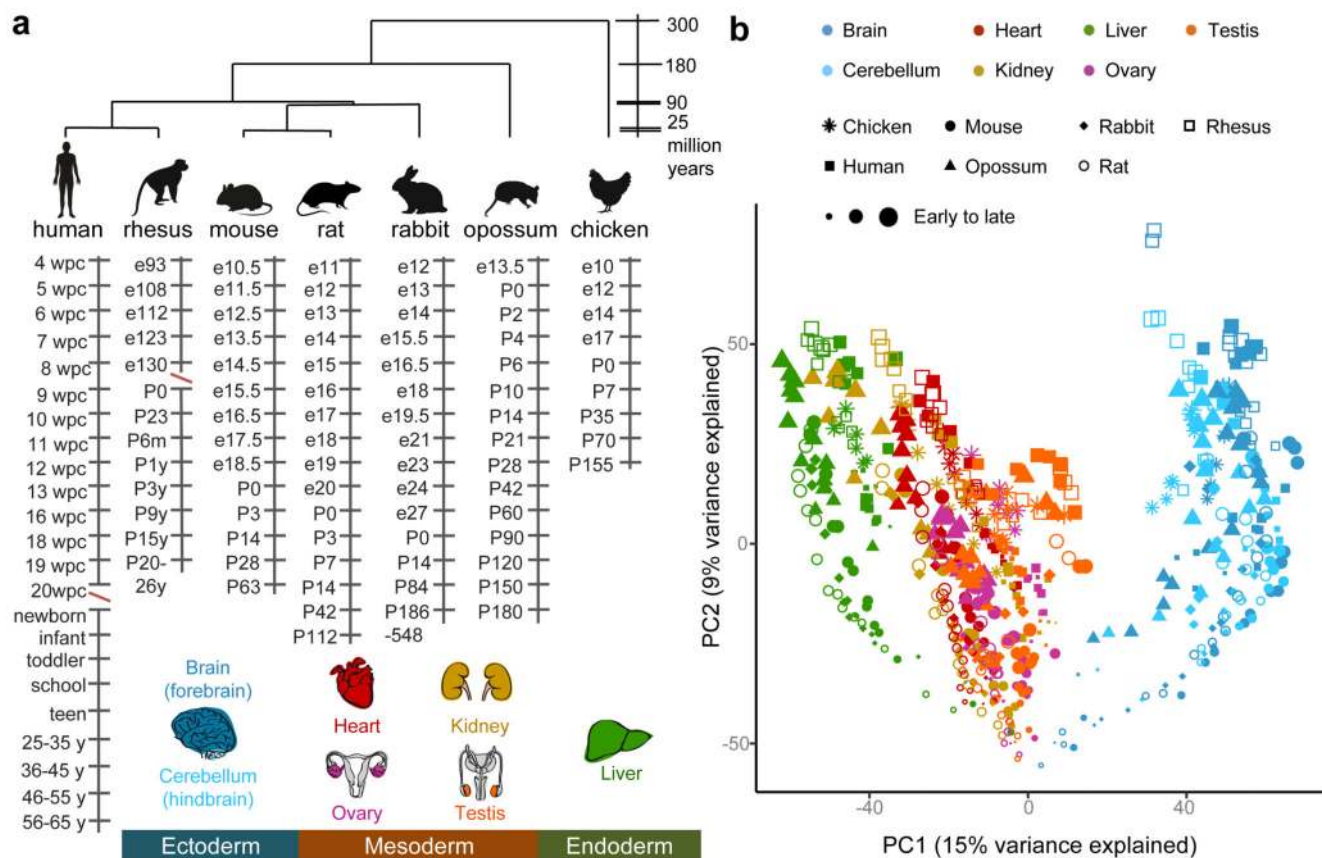 a
300
180
90
25
million
years
human
rhesus
mouse
rat
rabbit
opossum
chicken
4 wpc
5 wpc
6 wpc
7 wpc
8 wpc
9 wpc
10 wpc
11 wpc
12 wpc
13 wpc
16 wpc
18 wpc
19 wpc
20wpc
newborn
infant
toddler
school
teen
25-35 y
36-45 y
46-55 y
56-65 y
e93
e108
e112
e123
e130
P0
P23
P6m
P1y
P3y
P9y
P15y
P20-
26y
e10.5
e11.5
e12.5
e13.5
e14.5
e15.5
e16.5
e17.5
e18.5
P0
P3
P14
P28
P63
e11
e12
e13
e14
e15
e16
e17
e18
e19
e20
P0
P3
P7
P14
P42
P112
e12
e13
e14
e15.5
e16.5
e18
e19.5
e21
e23
e24
e27
P0
P14
P84
P186
-548
e13.5
P0
P2
P4
P6
P10
P14
P21
P28
P42
P60
P90
P120
P150
P180
e10
e12
e14
e17
P0
P7
P35
P70
P155
Brain
(forebrain)
Cerebellum
(hindbrain)
Heart
Kidney
Ovary
Testis
Liver
Ectoderm
Mesoderm
Endoderm
b
Brain
Heart
Liver
Testis
Cerebellum
Kidney
Ovary
Chicken
Mouse
Rabbit
Rhesus
Human
Opossum
Rat
Early to late
PC2 (9% variance explained)
50
0
-50
-40
0
40
PC1 (15% variance explained)